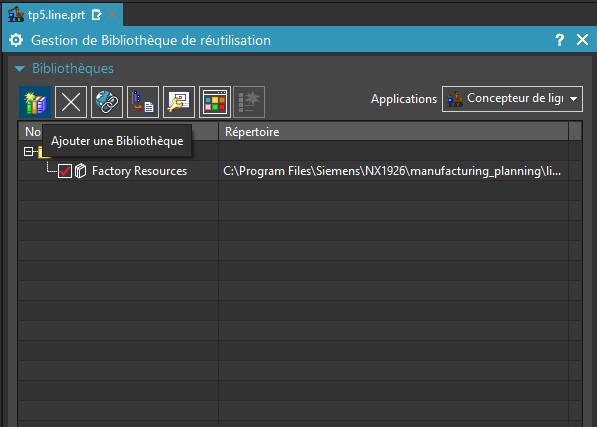 tp5.line.prt
Gestion de Bibliothèque de réutilisation
Bibliothèques
Applications
Concepteur de lig
No
Répertoire
Ajouter une Bibliothèque
Factory Resources
C:\Program Files\Siemens\NX1926\manufacturing_planning\li...